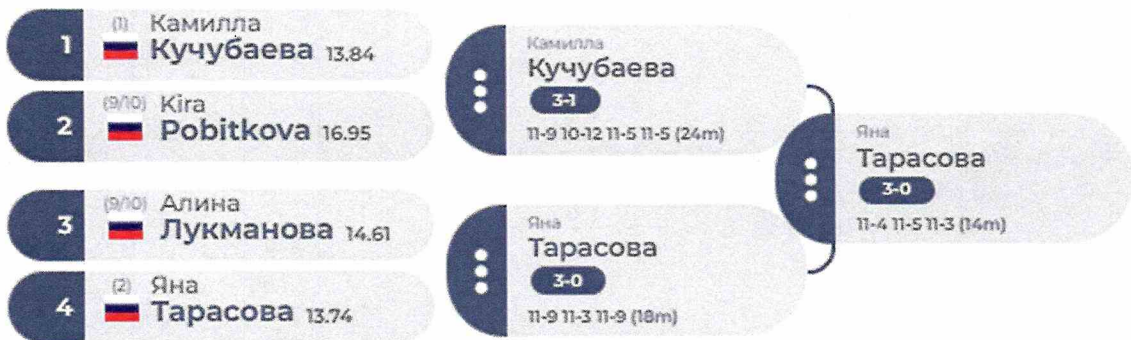 1
(1) Камилла
Кучубаева 13.84
2
(9/10) Kira
Pobitkova 16.95
3
(9/10) Алина
Лукманова 14.61
4
(2) Яна
Тарасова 13.74
Камилла
Кучубаева
3-1
11-9 10-12 11-5 11-5 (24m)
Яна
Тарасова
3-0
11-9 11-3 11-9 (18m)
Яна
Тарасова
3-0
11-4 11-5 11-3 (14m)